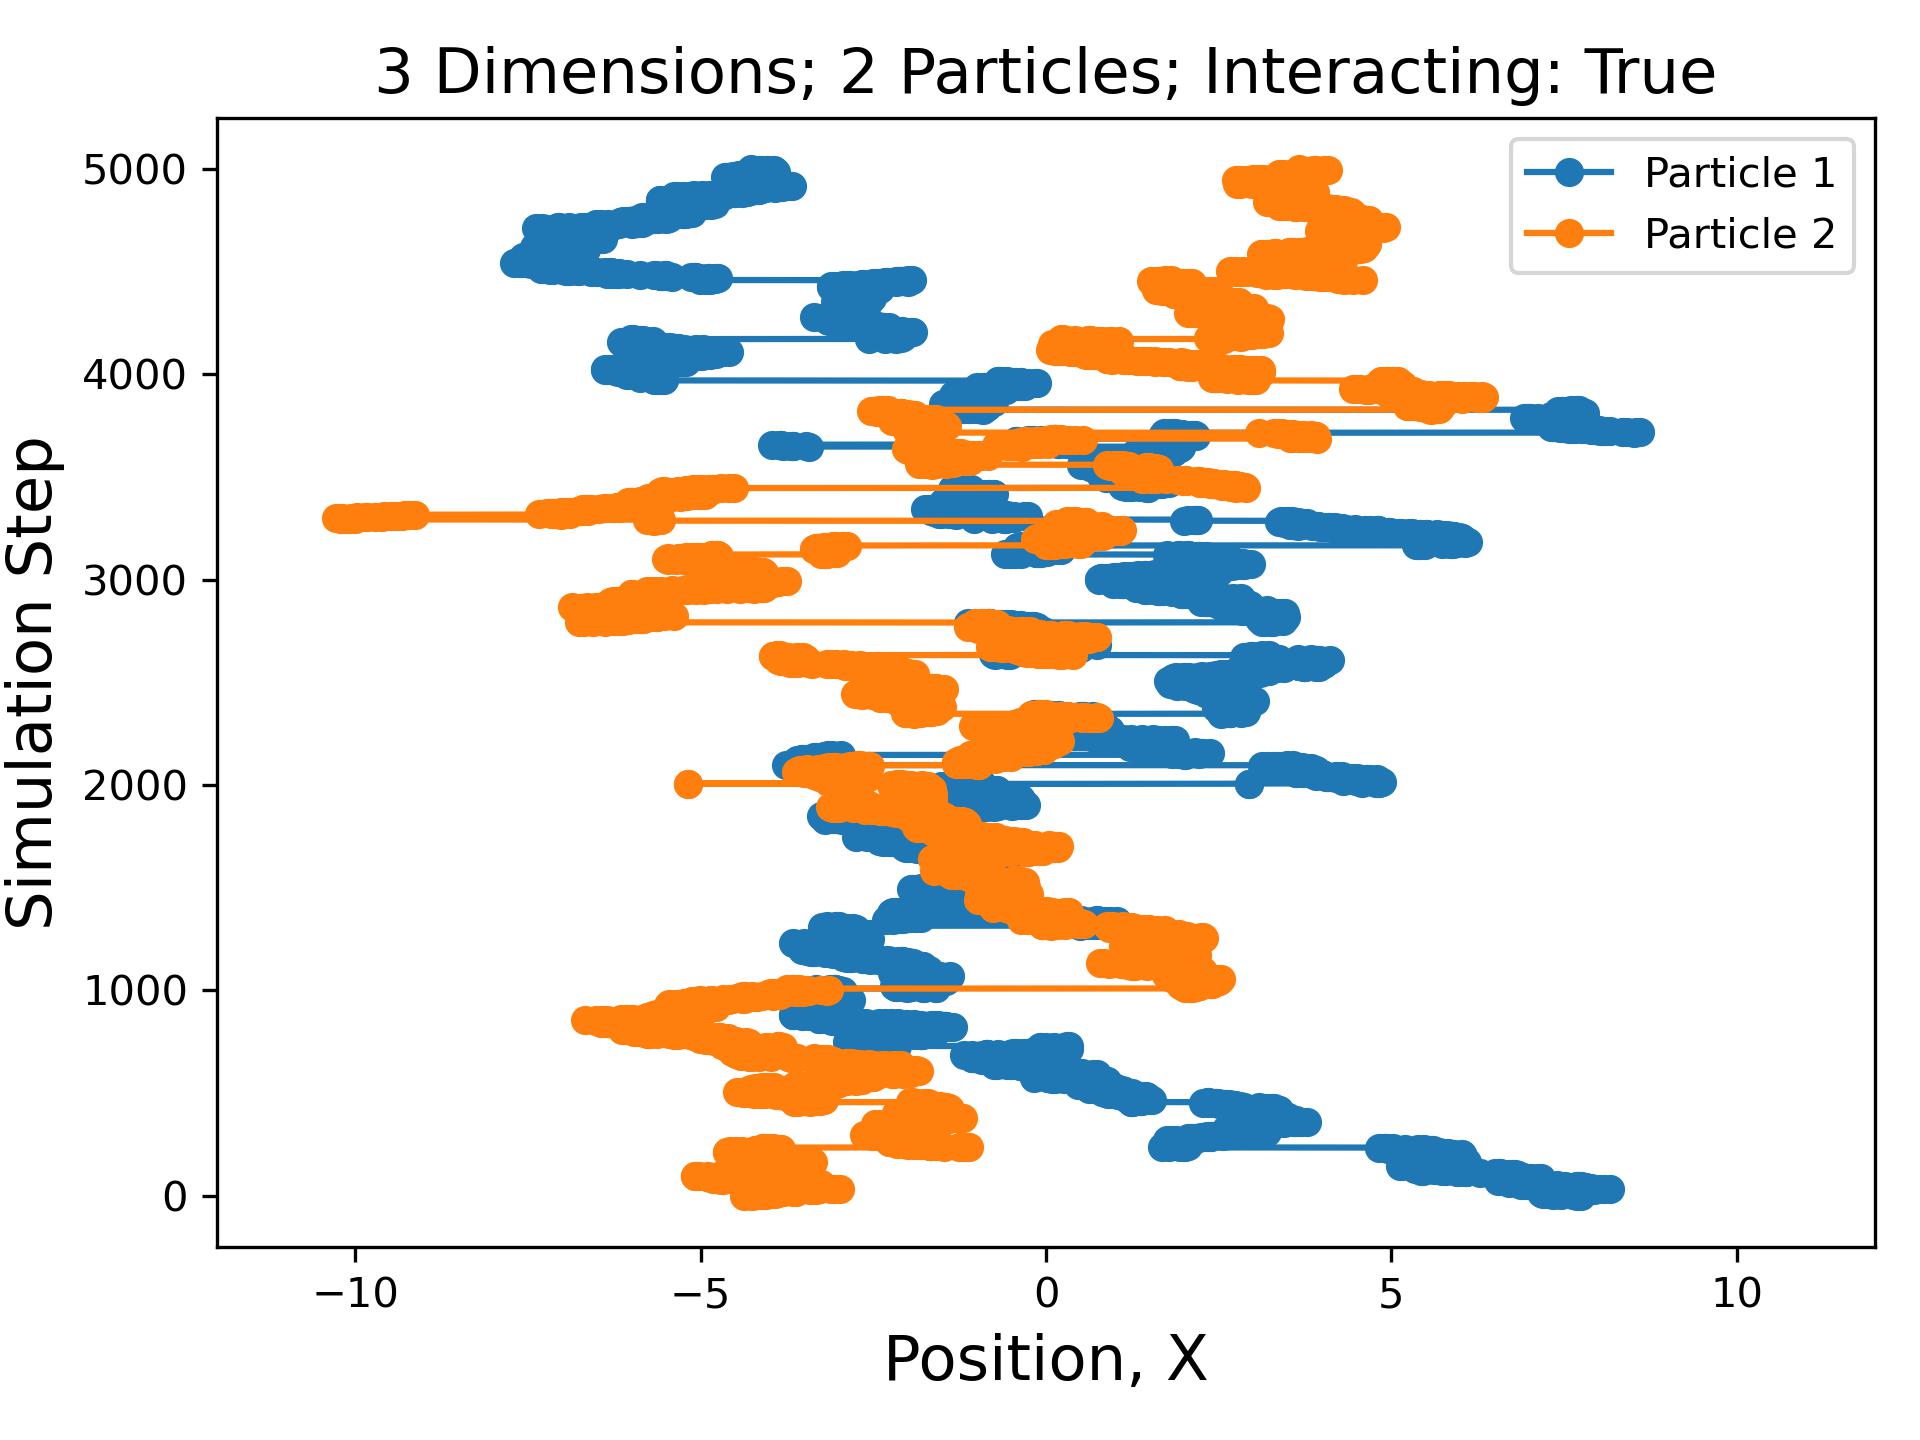 3 Dimensions; 2 Particles; Interacting: True
Particle 1
Particle 2
5000
4000
3000
2000
1000
0
Simulation Step
−10
−5
0
5
10
Position, X